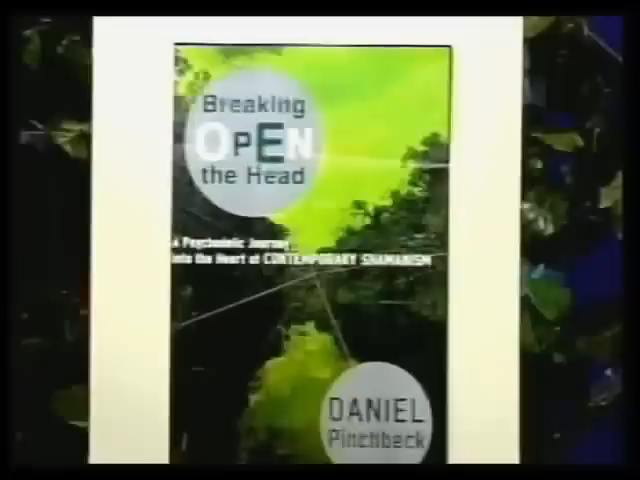 Breaking
OPEN
the Head
A Psychedelic Journey
into the Heart of CONTEMPORARY SHAMANISM
DANIEL
Pinchbeck